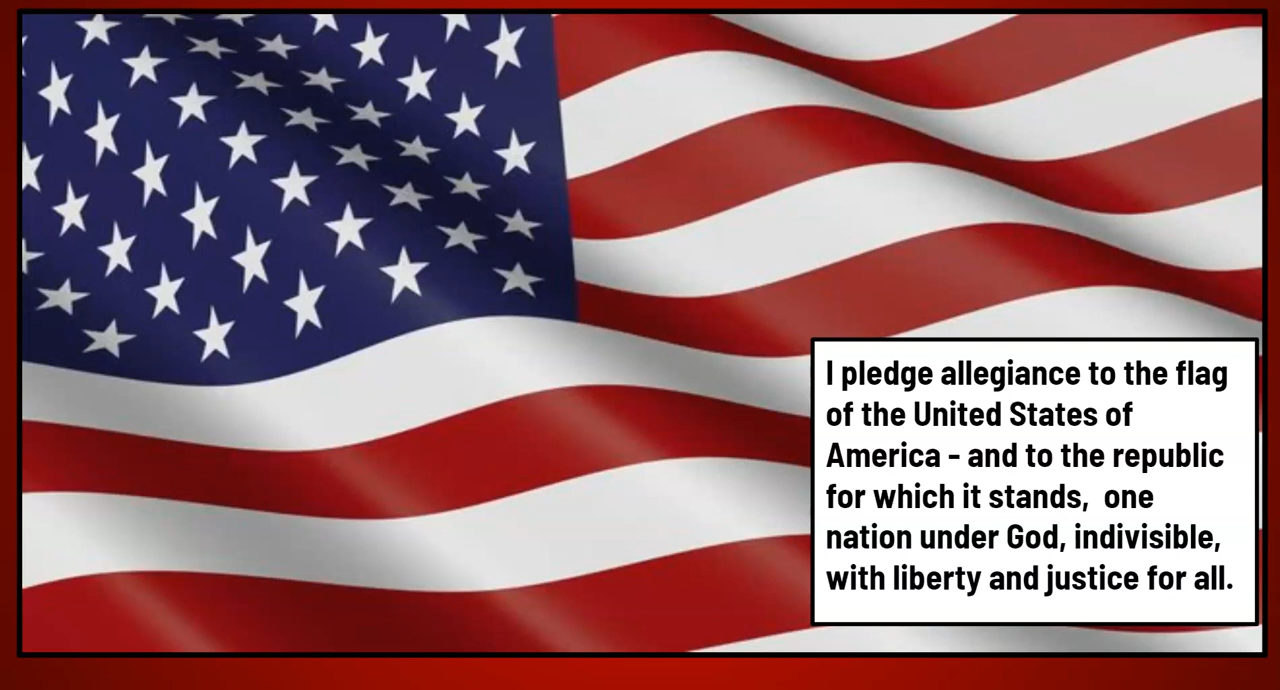 I pledge allegiance to the flag
of the United States of
America - and to the republic
for which it stands,  one
nation under God, indivisible,
with liberty and justice for all.